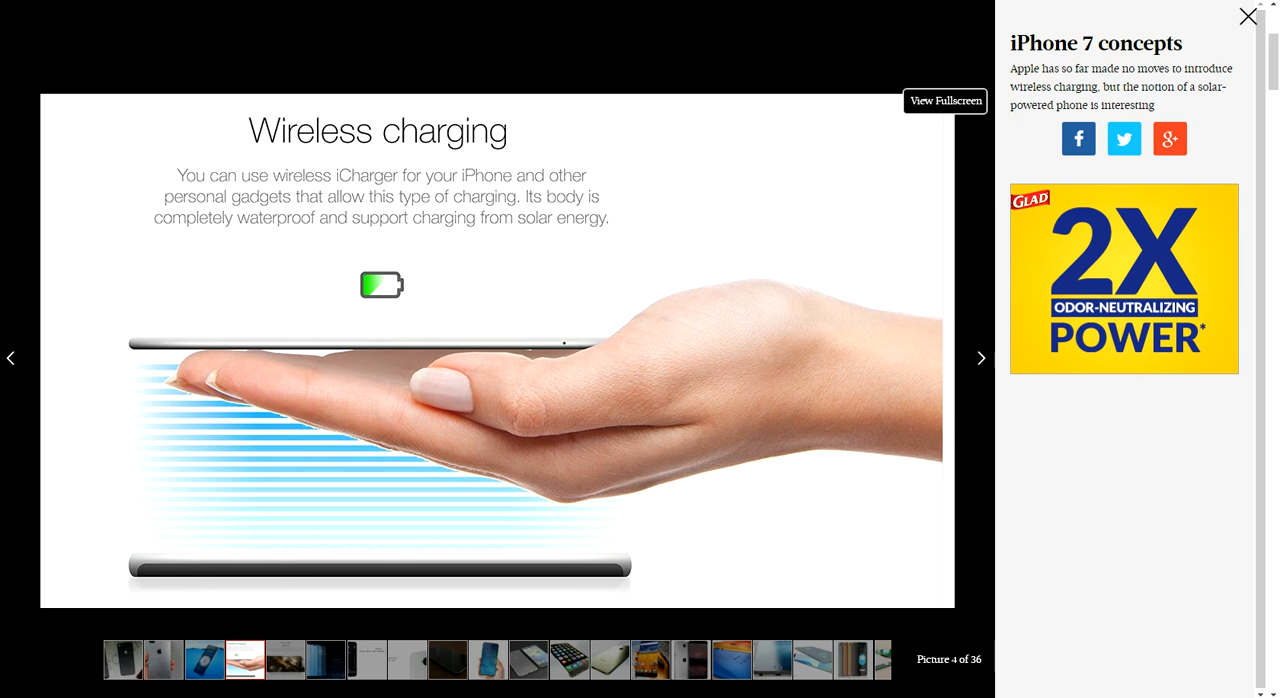 View Fullscreen
Wireless charging
You can use wireless iCharger for your iPhone and other
personal gadgets that allow this type of charging. Its body is
completely waterproof and support charging from solar energy.
Picture 4 of 36
iPhone 7 concepts
Apple has so far made no moves to introduce
wireless charging, but the notion of a solar-
powered phone is interesting
f
g+
GLAD
2X
ODOR-NEUTRALIZING
POWER*